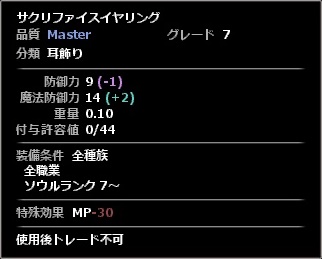 サクリファイスイヤリング
品質 Master グレード 7
分類 耳飾り
防御力 9 (-1)
魔法防御力 14 (+2)
重量 0.10
付与許容値 0/44
装備条件 全種族
全職業
ソウルランク 7～
特殊効果 MP-30
使用後トレード不可